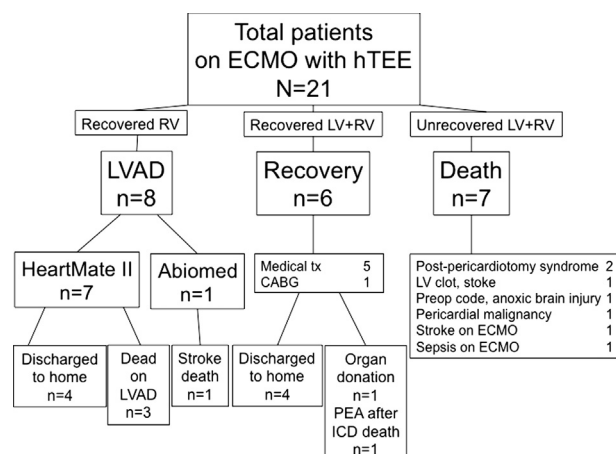 Total patients
on ECMO with hTEE
N=21
Recovered RV
Recovered LV+RV
Unrecovered LV+RV
LVAD
n=8
Recovery
n=6
Death
n=7
HeartMate II
n=7
Abiomed
n=1
Medical tx 5
CABG 1
Post-pericardiotomy syndrome 2
LV clot, stoke 1
Preop code, anoxic brain injury 1
Pericardial malignancy 1
Stroke on ECMO 1
Sepsis on ECMO 1
Discharged
to home
n=4
Dead
on
LVAD
n=3
Stroke
death
n=1
Discharged
to home
n=4
Organ
donation
n=1
PEA after
ICD death
n=1